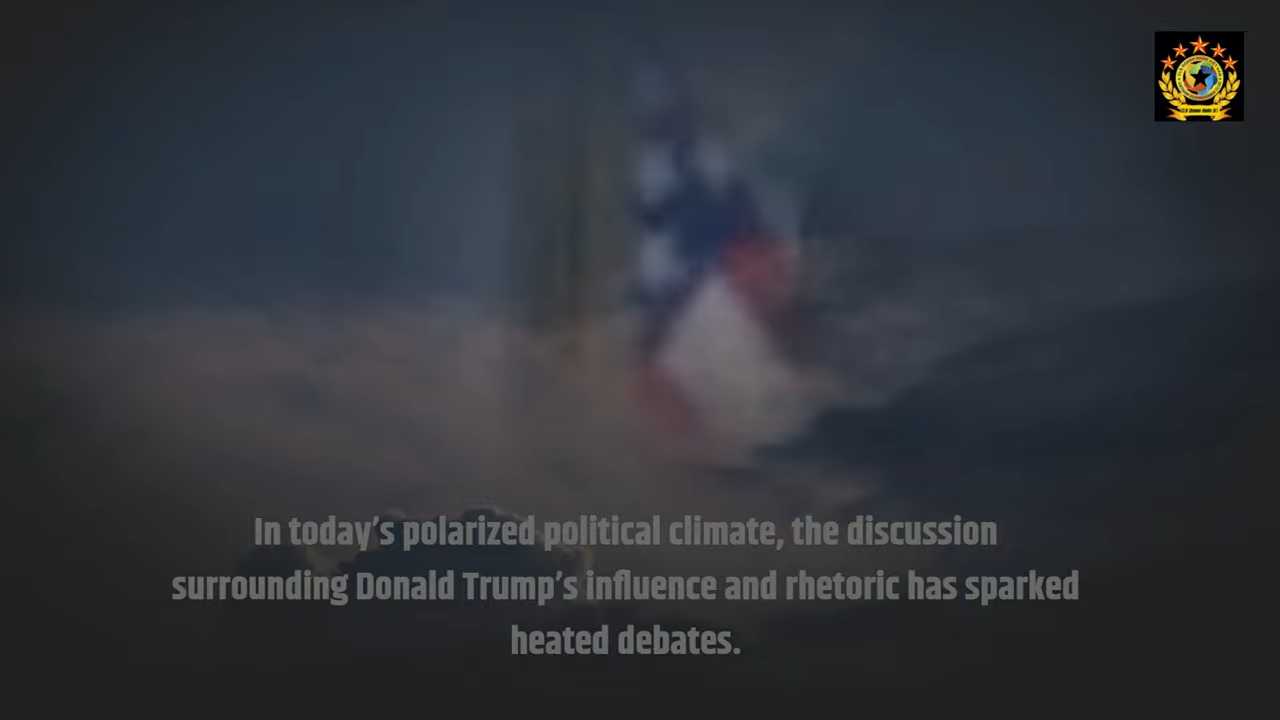 In today's polarized political climate, the discussion
surrounding Donald Trump's influence and rhetoric has sparked
heated debates.